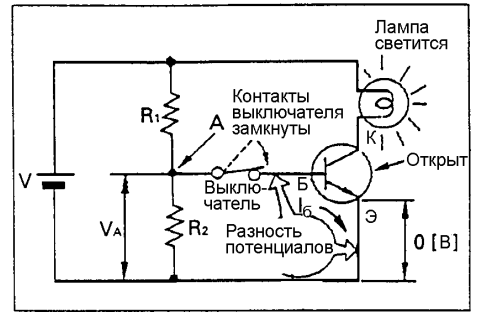 Лампа
светится
Контакты
выключателя
замкнуты
R1
A
К
Открыт
V
Выклю-
чатель
Б
Iб
Э
VA
R2
Разность
потенциалов
0 [В]